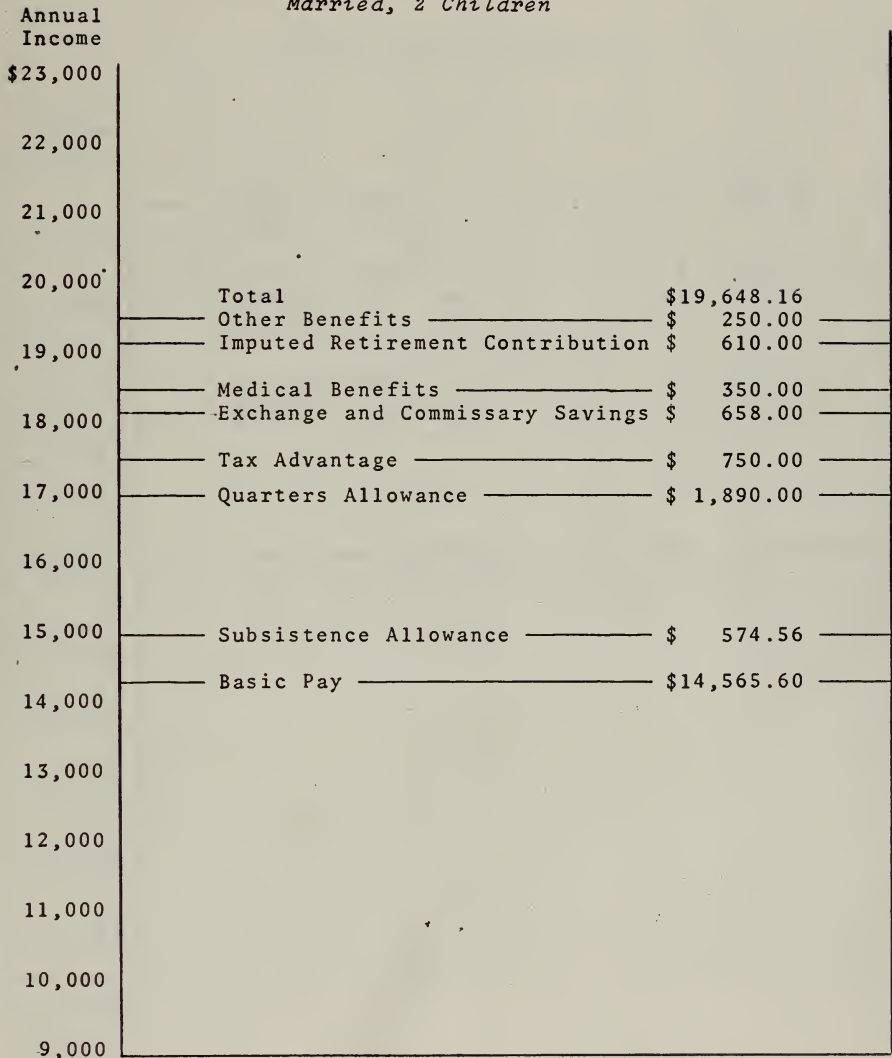 Married, 2 Children
Annual
Income
$23,000
22,000
21,000
20,000
Total $19,648.16
Other Benefits $ 250.00
Imputed Retirement Contribution $ 610.00
19,000
Medical Benefits $ 350.00
Exchange and Commissary Savings $ 658.00
18,000
Tax Advantage $ 750.00
17,000 Quarters Allowance $ 1,890.00
16,000
15,000 Subsistence Allowance $ 574.56
Basic Pay $14,565.60
14,000
13,000
12,000
11,000
10,000
9,000